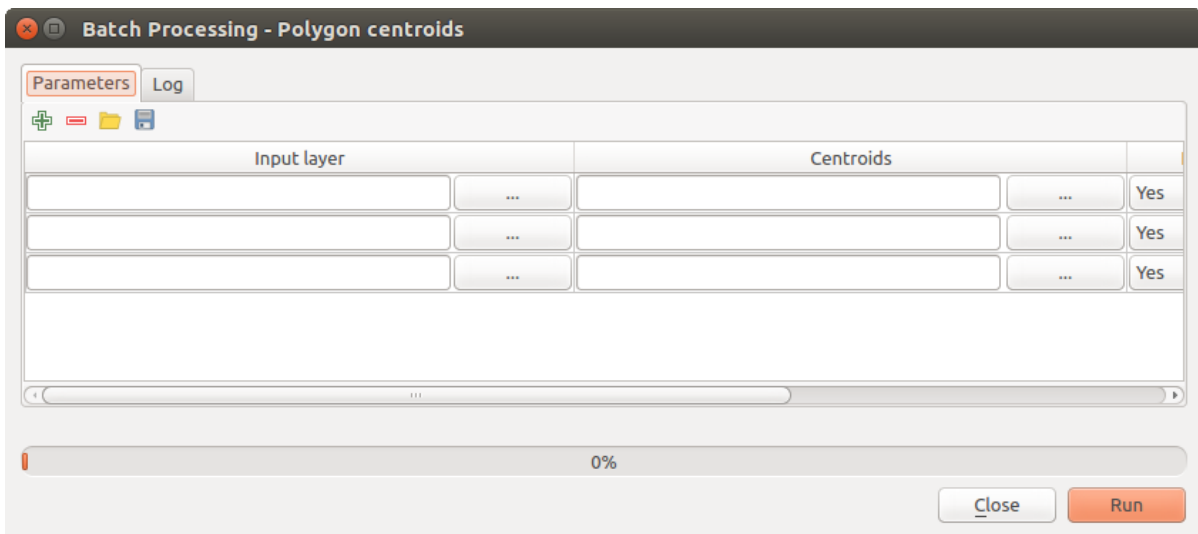 Batch Processing - Polygon centroids
Parameters Log
Input layer Centroids
... ... Yes
... ... Yes
... ... Yes
0%
Close Run